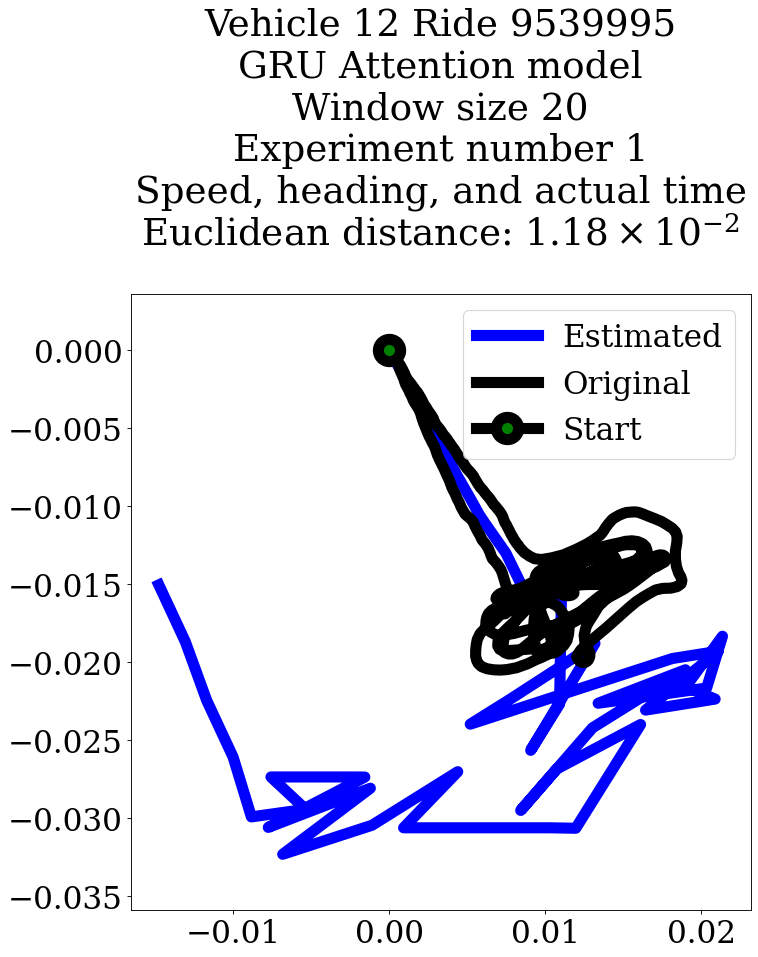 Vehicle 12 Ride 9539995
GRU Attention model
Window size 20
Experiment number 1
Speed, heading, and actual time
Euclidean distance: 1.18 × 10⁻²
Estimated
Original
Start
0.000
−0.005
−0.010
−0.015
−0.020
−0.025
−0.030
−0.035
−0.01 0.00 0.01 0.02